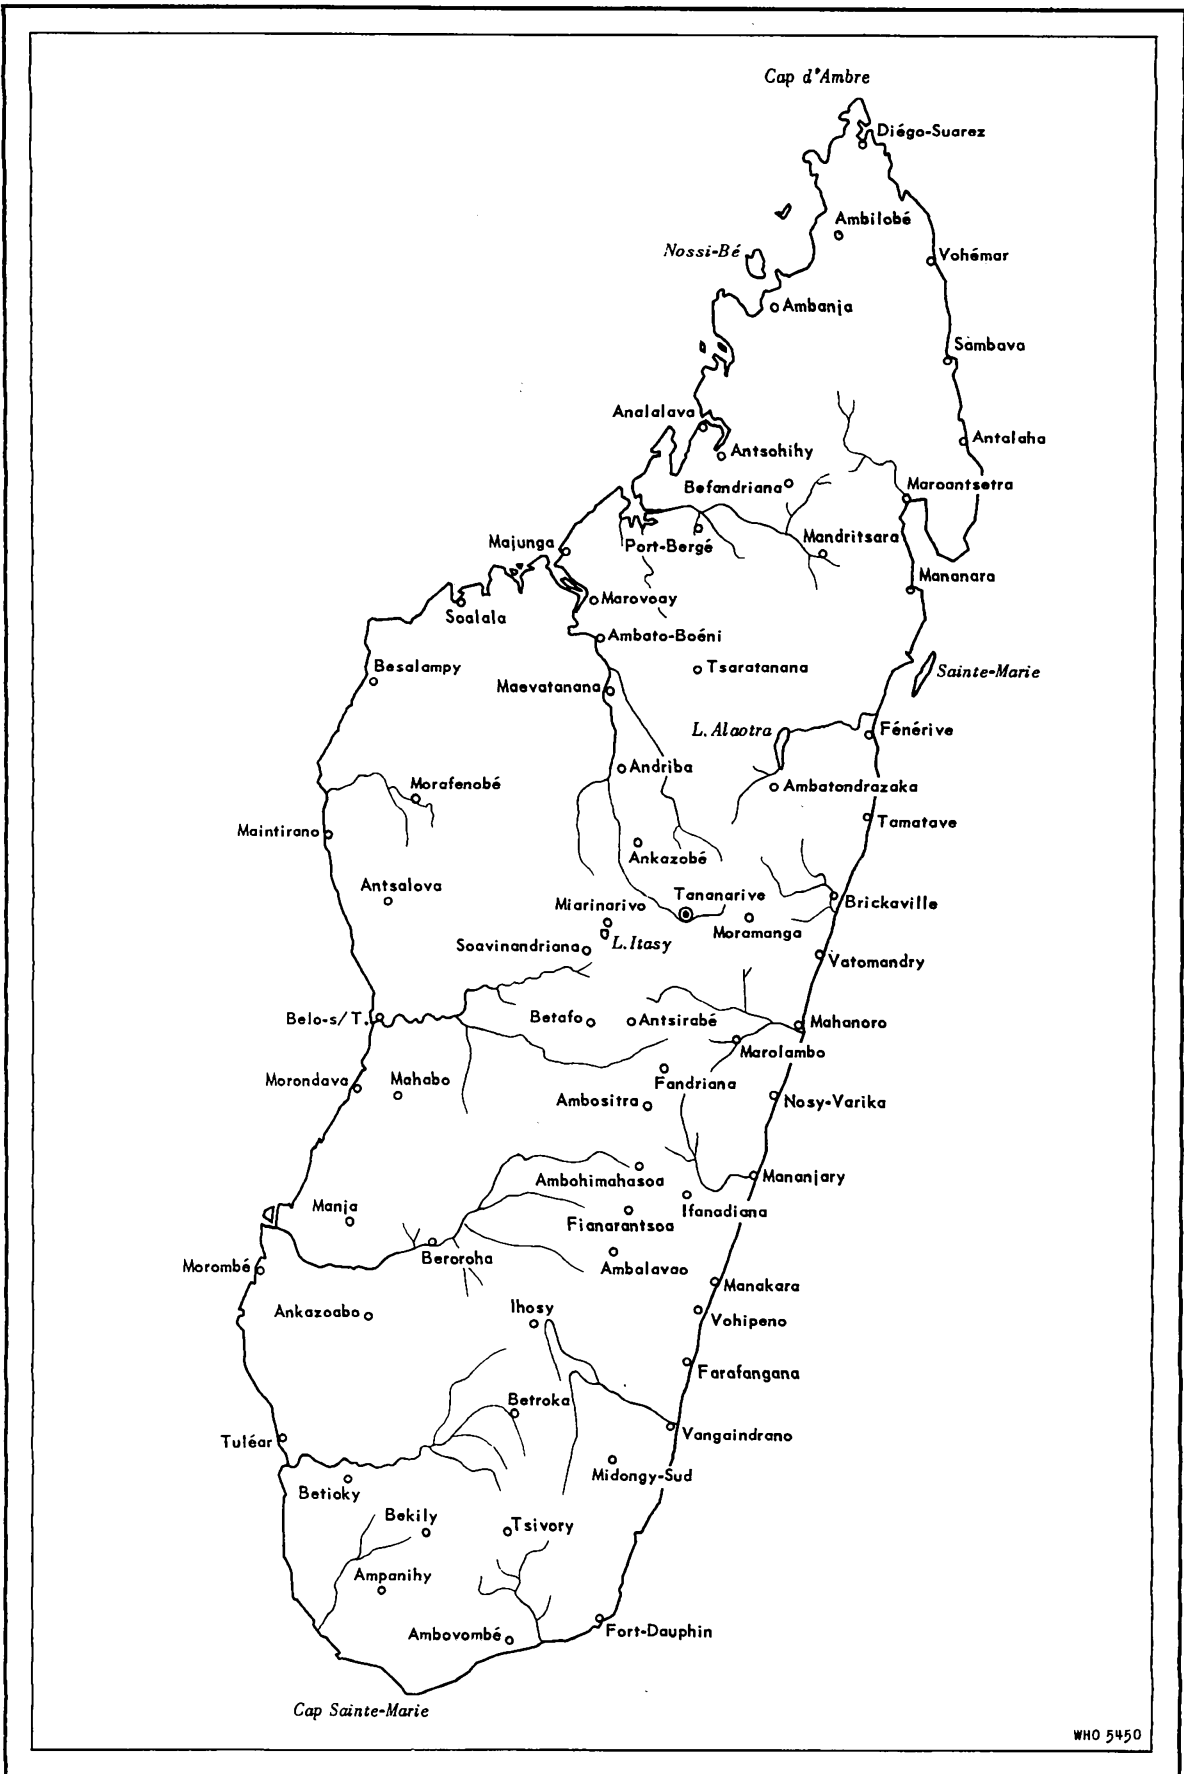 Cap d'Ambre
Diégo-Suarez
Ambilobé
Nossi-Bé
Vohémar
Ambanja
Sambava
Analalava
Antalaha
Antsohihy
Befandriana
Maroantsetra
Port-Bergé
Mandritsara
Majunga
Mananara
Marovoay
Soalala
Ambato-Boéni
Besalampy
Tsaratanana
Sainte-Marie
Maevatanana
L. Alaotra
Fénérive
Andriba
Morafenobé
Ambatondrazaka
Maintirano
Tamatave
Ankazobé
Antsalova
Tananarive
Miarinarivo
Brickaville
Moramanga
L. Itasy
Soavinandriana
Vatomandry
Belo-s/T.
Betafo
Antsirabé
Mahanoro
Marolambo
Morondava
Mahabo
Fandriana
Ambositra
Nosy-Varika
Ambohimahasoa
Mananjary
Manja
Ifanadiana
Fianarantsoa
Beroroha
Morombé
Ambalavao
Manakara
Ankazoabo
Ihosy
Vohipeno
Farafangana
Betroka
Tuléar
Vangaindrano
Midongy-Sud
Betioky
Bekily
Tsivory
Ampanihy
Ambovombé
Fort-Dauphin
Cap Sainte-Marie
WHO 5450